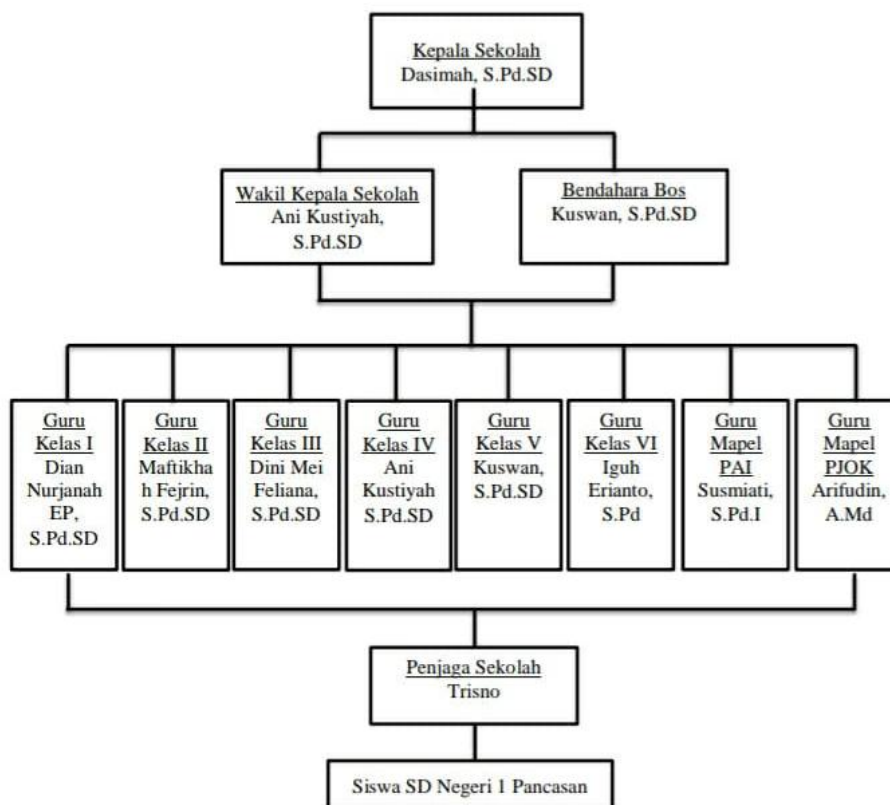 Kepala Sekolah
Dasimah, S.Pd.SD
Wakil Kepala Sekolah
Ani Kustiyah,
S.Pd.SD
Bendahara Bos
Kuswan, S.Pd.SD
Guru
Kelas I
Dian
Nurjanah
EP,
S.Pd.SD
Guru
Kelas II
Maftikha
h Fejrin,
S.Pd.SD
Guru
Kelas III
Dini Mei
Feliana,
S.Pd.SD
Guru
Kelas IV
Ani
Kustiyah
S.Pd.SD
Guru
Kelas V
Kuswan,
S.Pd.SD
Guru
Kelas VI
Iguh
Erianto,
S.Pd
Guru
Mapel
PAI
Susmiati,
S.Pd.I
Guru
Mapel
PJOK
Arifudin,
A.Md
Penjaga Sekolah
Trisno
Siswa SD Negeri 1 Pancasan